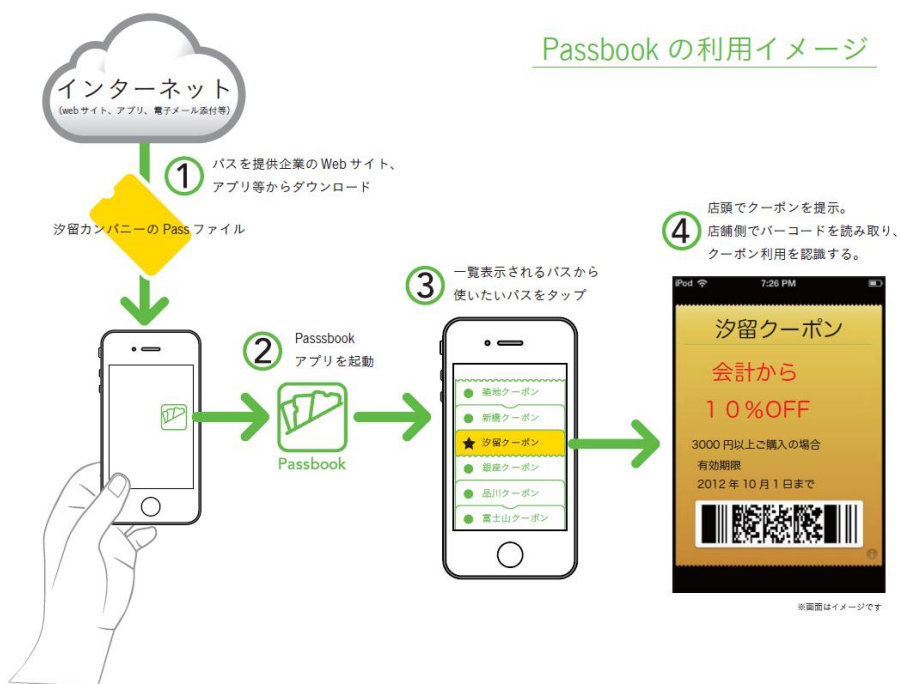 Passbook の利用イメージ
インターネット
(web サイト、アプリ、電子メール添付等)
① パスを提供企業の Web サイト、
アプリ等からダウンロード
汐留カンパニーの Pass ファイル
② Passsbook
アプリを起動
Passbook
③ 一覧表示されるパスから
使いたいパスをタップ
築地クーポン
新橋クーポン
汐留クーポン
銀座クーポン
品川クーポン
富士山クーポン
④ 店頭でクーポンを提示。
店舗側でバーコードを読み取り、
クーポン利用を認識する。
iPod 7:26 PM
汐留クーポン
会計から
10%OFF
3000 円以上ご購入の場合
有効期限
2012 年 10 月 1 日まで
※画面はイメージです